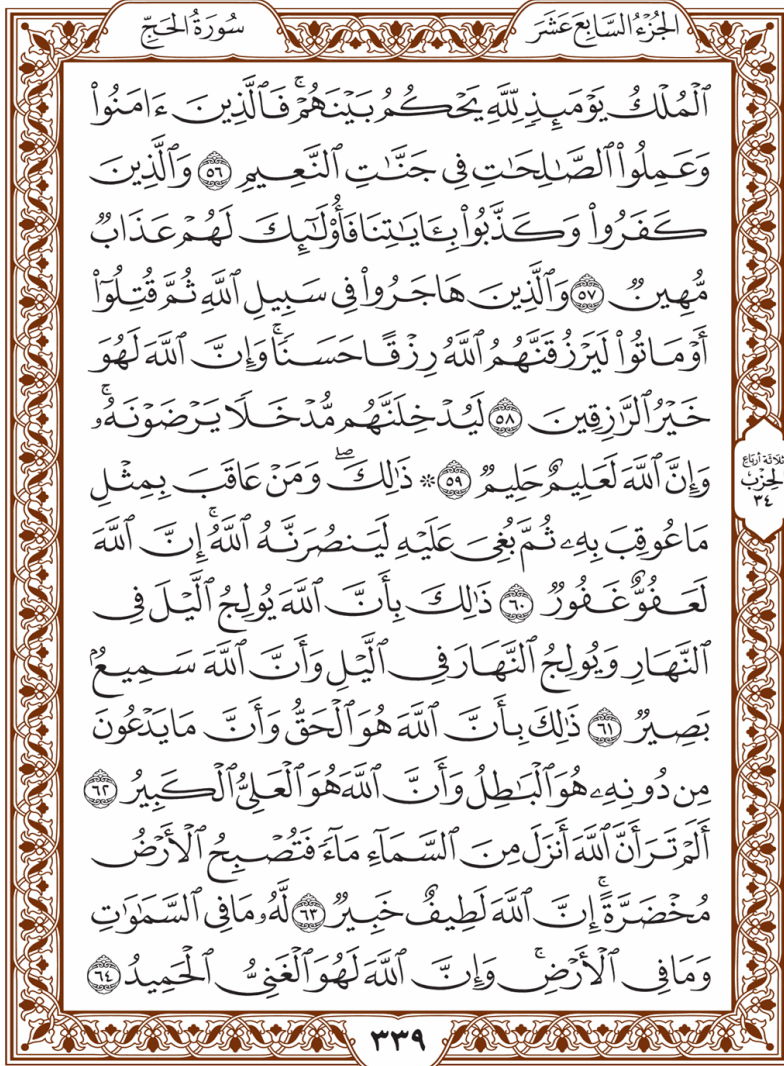 الجُزْءُ السَّابِعَ عَشَرَ
سُورَةُ الحَجِّ
ٱلْمُلْكُ يَوْمَئِذٍ لِّلَّهِ يَحْكُمُ بَيْنَهُمْۚ فَٱلَّذِينَ ءَامَنُوا۟
وَعَمِلُوا۟ ٱلصَّـٰلِحَـٰتِ فِى جَنَّـٰتِ ٱلنَّعِيمِ ٥٦ وَٱلَّذِينَ
كَفَرُوا۟ وَكَذَّبُوا۟ بِـَٔايَـٰتِنَا فَأُو۟لَـٰٓئِكَ لَهُمْ عَذَابٌ
مُّهِينٌ ٥٧ وَٱلَّذِينَ هَاجَرُوا۟ فِى سَبِيلِ ٱللَّهِ ثُمَّ قُتِلُوٓا۟
أَوْ مَاتُوا۟ لَيَرْزُقَنَّهُمُ ٱللَّهُ رِزْقًا حَسَنًاۚ وَإِنَّ ٱللَّهَ لَهُوَ
خَيْرُ ٱلرَّٰزِقِينَ ٥٨ لَيُدْخِلَنَّهُم مُّدْخَلًا يَرْضَوْنَهُۥۚ
وَإِنَّ ٱللَّهَ لَعَلِيمٌ حَلِيمٌ ٥٩ ۞ ذَٰلِكَۖ وَمَنْ عَاقَبَ بِمِثْلِ
مَا عُوقِبَ بِهِۦ ثُمَّ بُغِىَ عَلَيْهِ لَيَنصُرَنَّهُ ٱللَّهُۚ إِنَّ ٱللَّهَ
لَعَفُوٌّ غَفُورٌ ٦٠ ذَٰلِكَ بِأَنَّ ٱللَّهَ يُولِجُ ٱلَّيْلَ فِى
ٱلنَّهَارِ وَيُولِجُ ٱلنَّهَارَ فِى ٱلَّيْلِ وَأَنَّ ٱللَّهَ سَمِيعٌۢ
بَصِيرٌ ٦١ ذَٰلِكَ بِأَنَّ ٱللَّهَ هُوَ ٱلْحَقُّ وَأَنَّ مَا يَدْعُونَ
مِن دُونِهِۦ هُوَ ٱلْبَـٰطِلُ وَأَنَّ ٱللَّهَ هُوَ ٱلْعَلِىُّ ٱلْكَبِيرُ ٦٢
أَلَمْ تَرَ أَنَّ ٱللَّهَ أَنزَلَ مِنَ ٱلسَّمَآءِ مَآءً فَتُصْبِحُ ٱلْأَرْضُ
مُخْضَرَّةًۚ إِنَّ ٱللَّهَ لَطِيفٌ خَبِيرٌ ٦٣ لَّهُۥ مَا فِى ٱلسَّمَـٰوَٰتِ
وَمَا فِى ٱلْأَرْضِۚ وَإِنَّ ٱللَّهَ لَهُوَ ٱلْغَنِىُّ ٱلْحَمِيدُ ٦٤
ثلاثة أرباع
الحِزْب
٣٤
٣٣٩